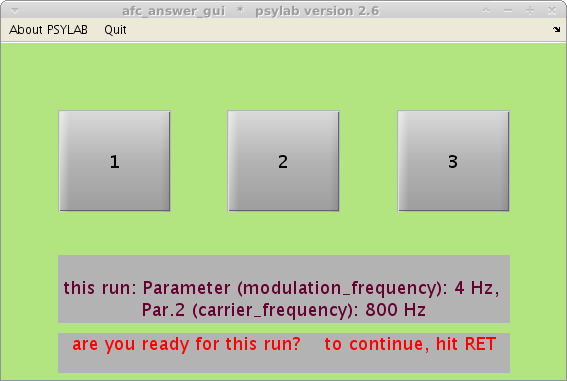 afc_answer_gui * psylab version 2.6
About PSYLAB Quit
1 2 3
this run: Parameter (modulation_frequency): 4 Hz,
Par.2 (carrier_frequency): 800 Hz
are you ready for this run? to continue, hit RET